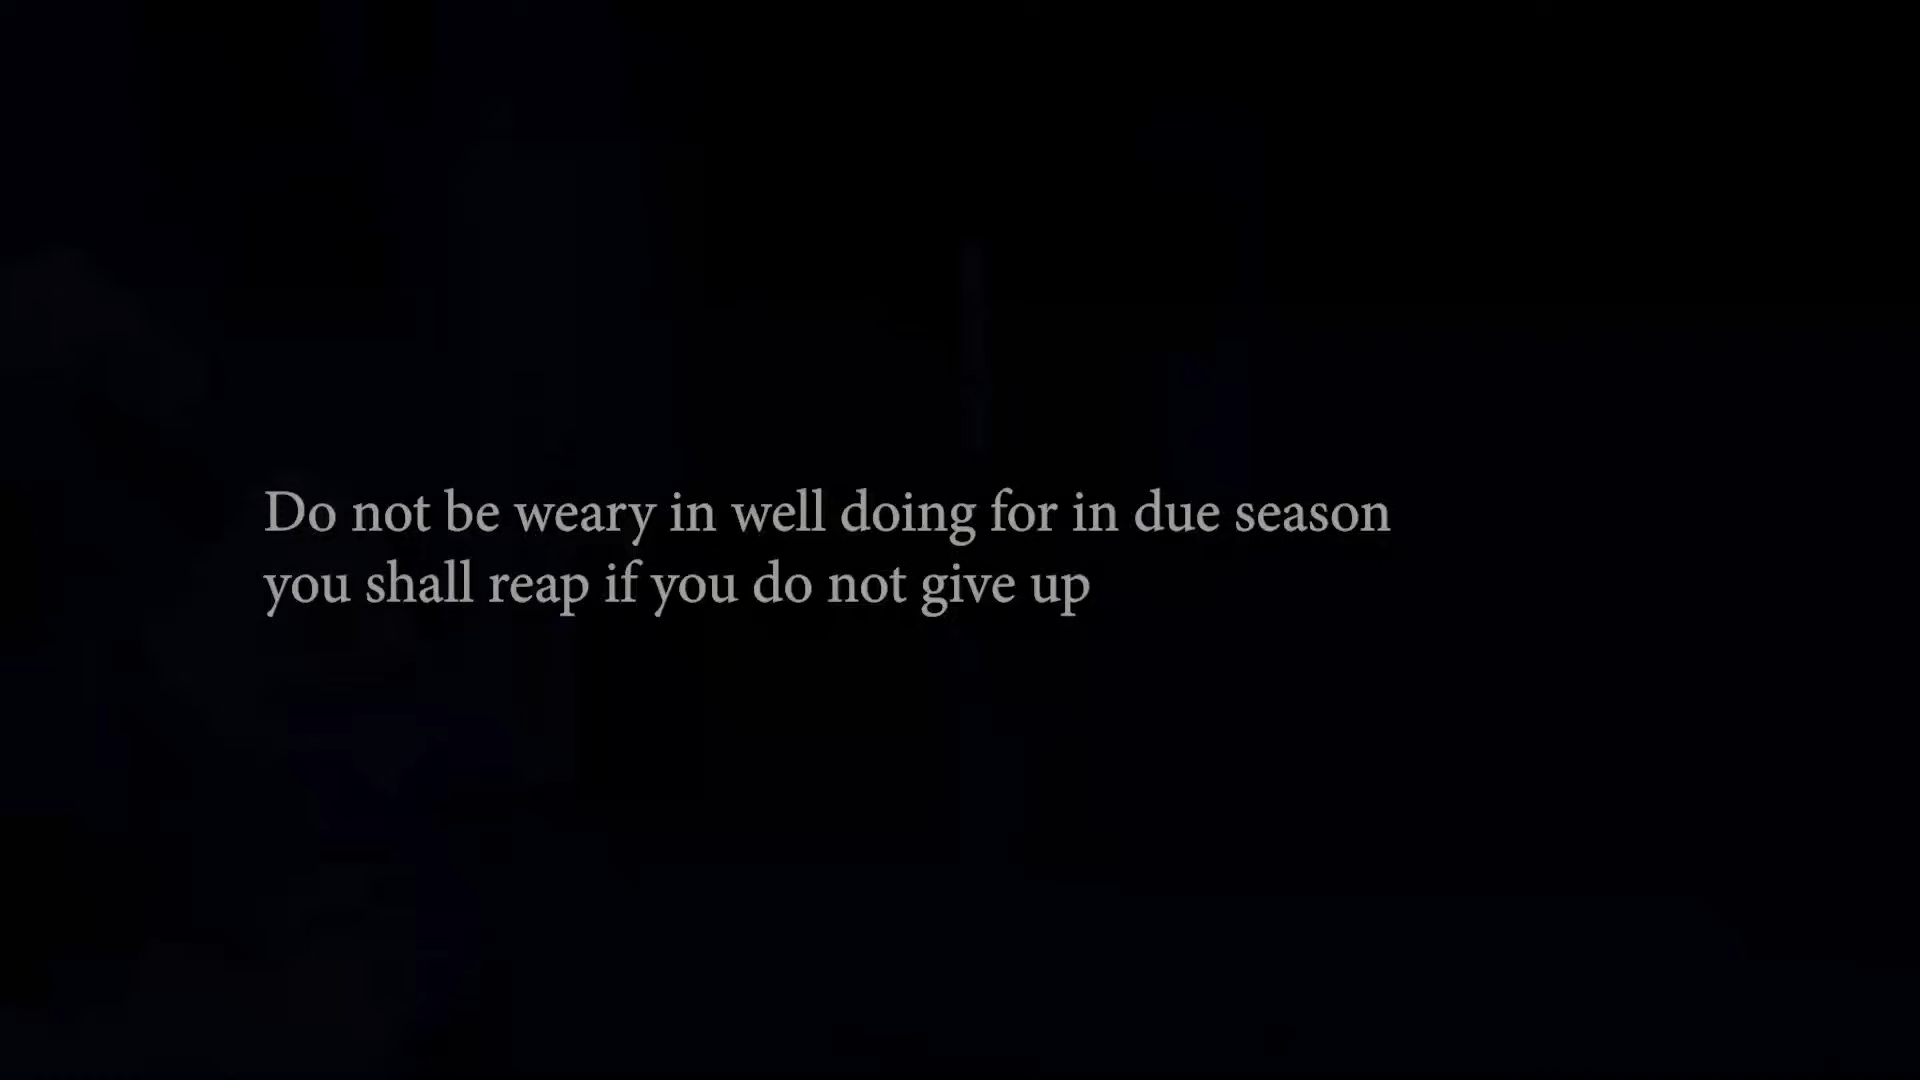 Do not be weary in well doing for in due season
you shall reap if you do not give up